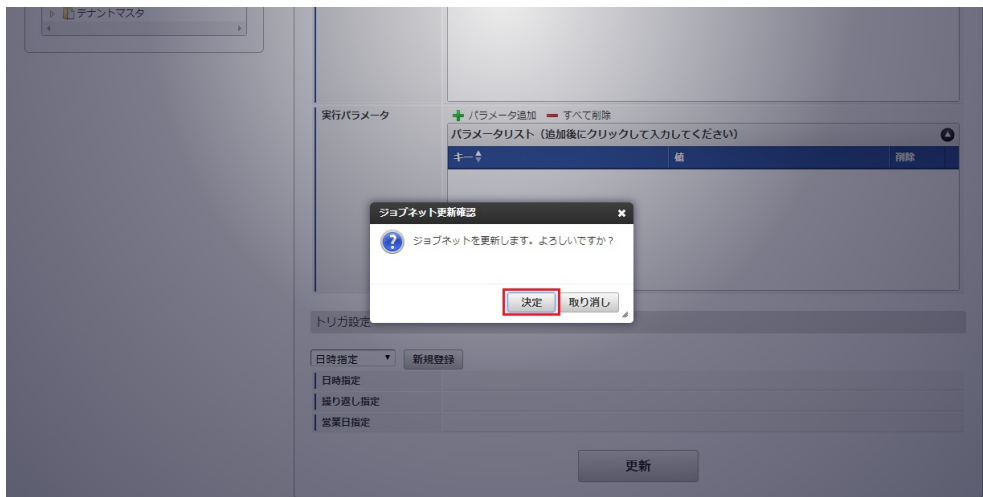 テナントマスタ
実行パラメータ
パラメータ追加 すべて削除
パラメータリスト（追加後にクリックして入力してください）
キー 値 削除
ジョブネット更新確認
ジョブネットを更新します。よろしいですか？
決定 取り消し
トリガ設定
日時指定 新規登録
日時指定
繰り返し指定
営業日指定
更新